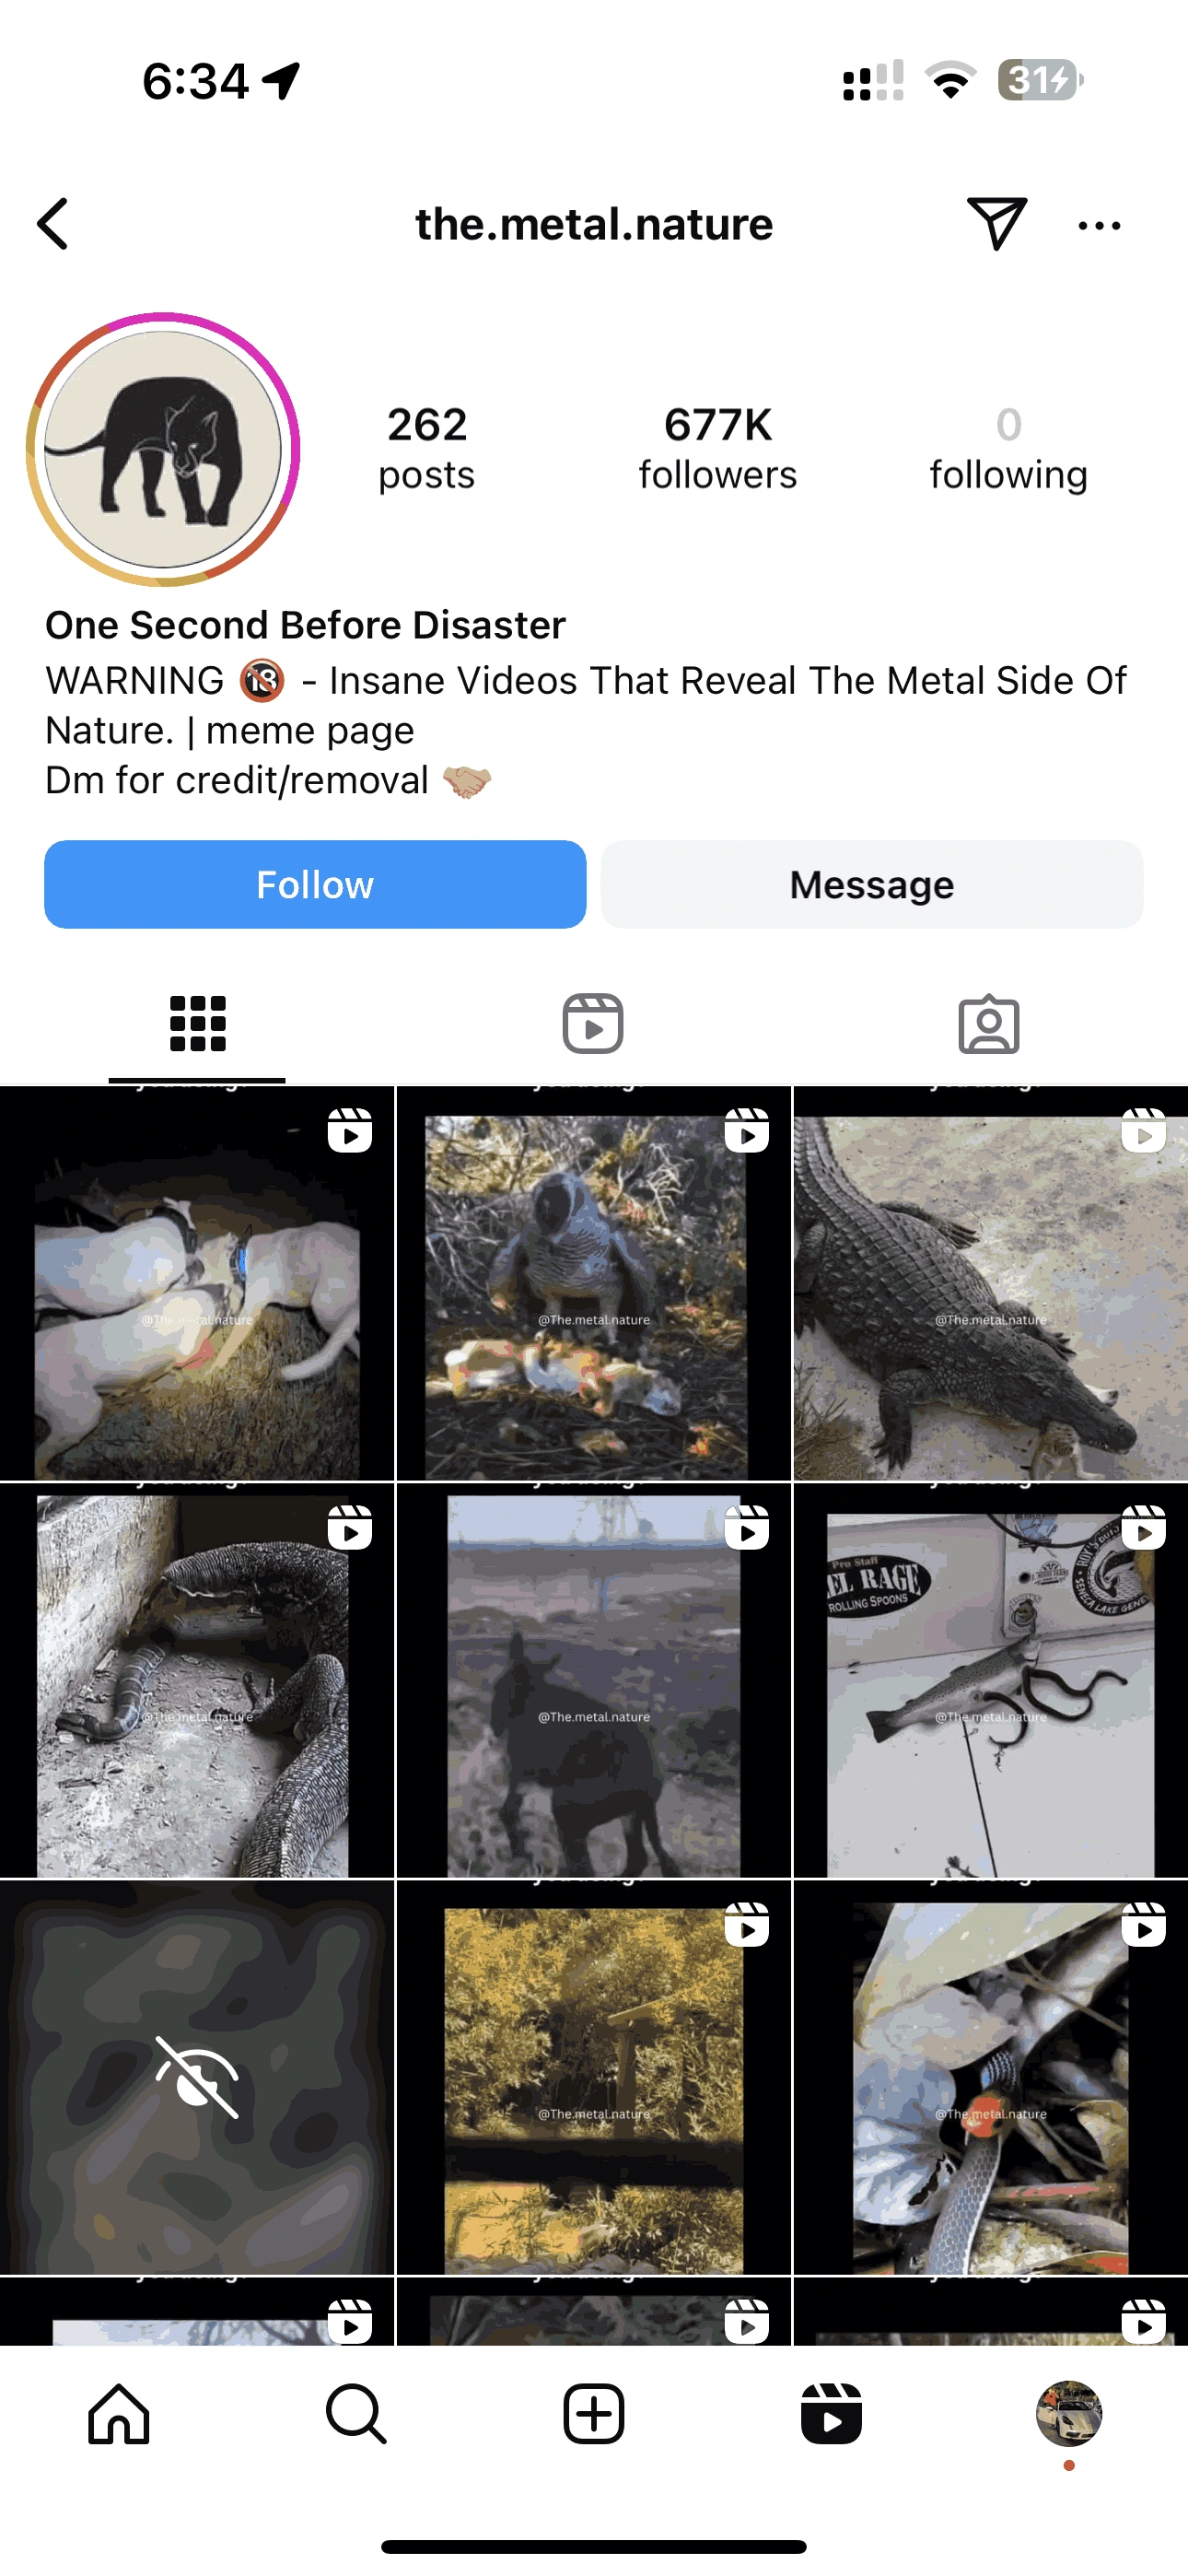 6:34
31
the.metal.nature
262
posts
677K
followers
0
following
One Second Before Disaster
WARNING 🔞 - Insane Videos That Reveal The Metal Side Of
Nature. | meme page
Dm for credit/removal 🤝🏼
Follow
Message
@The.metal.nature
@The.metal.nature
@The.metal.nature
@The.metal.nature
@The.metal.nature
Pro Staff
EL RAGE
ROLLING SPOONS
SENECA LAKE GENE
@The.metal.nature
@The.metal.nature
@The.metal.nature